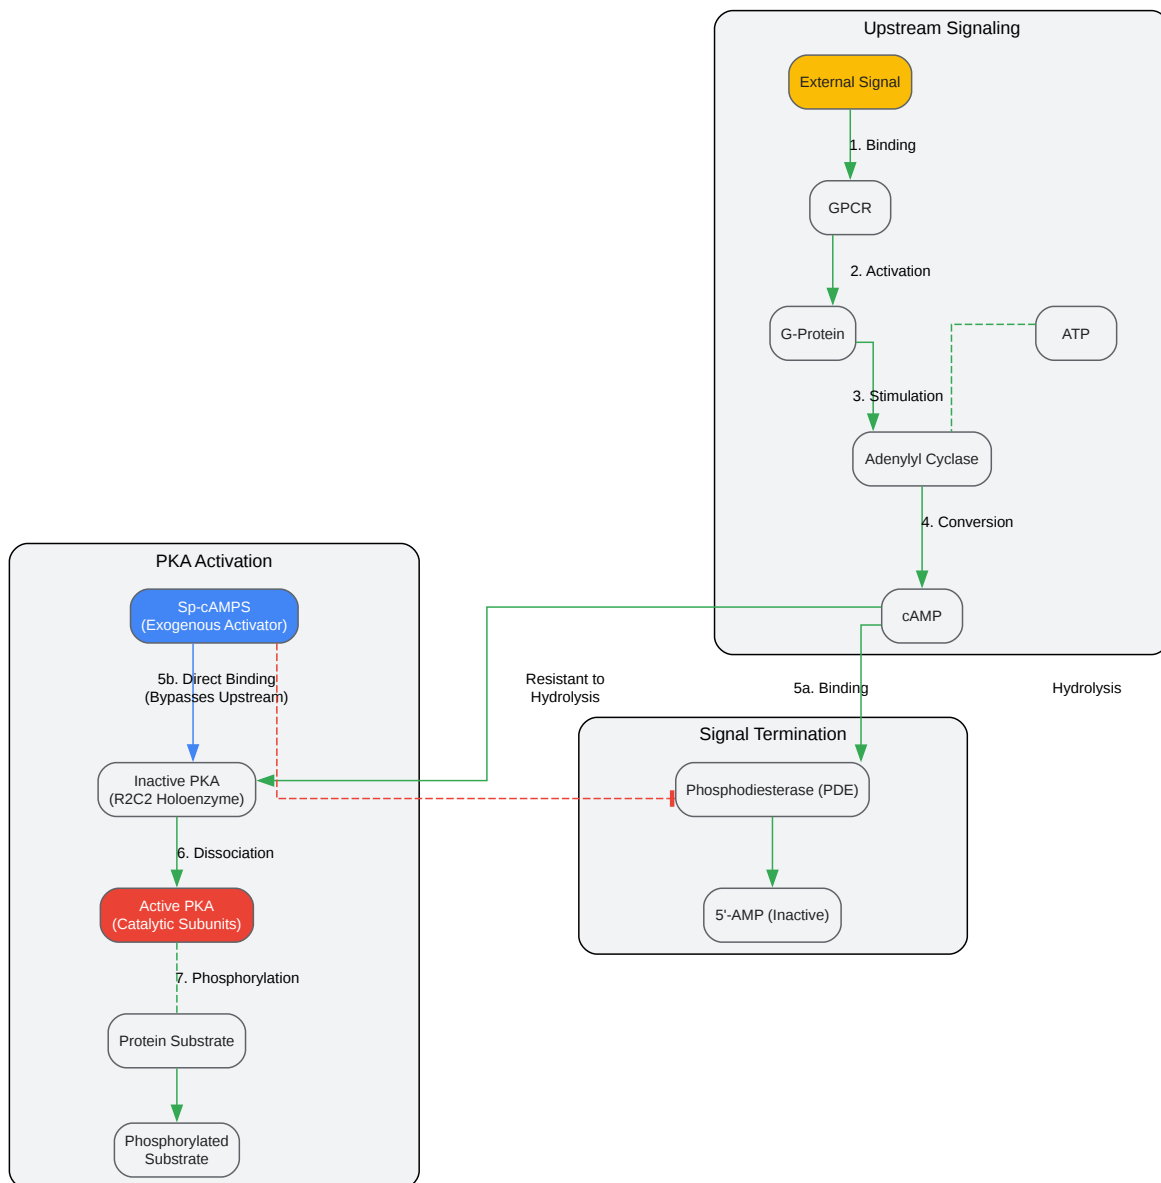 Upstream Signaling
External Signal
1. Binding
GPCR
2. Activation
G-Protein
ATP
3. Stimulation
Adenylyl Cyclase
4. Conversion
cAMP
PKA Activation
Sp-cAMPS
(Exogenous Activator)
5b. Direct Binding
(Bypasses Upstream)
Resistant to
Hydrolysis
5a. Binding
Hydrolysis
Signal Termination
Inactive PKA
(R2C2 Holoenzyme)
Phosphodiesterase (PDE)
6. Dissociation
Active PKA
(Catalytic Subunits)
5'-AMP (Inactive)
7. Phosphorylation
Protein Substrate
Phosphorylated
Substrate